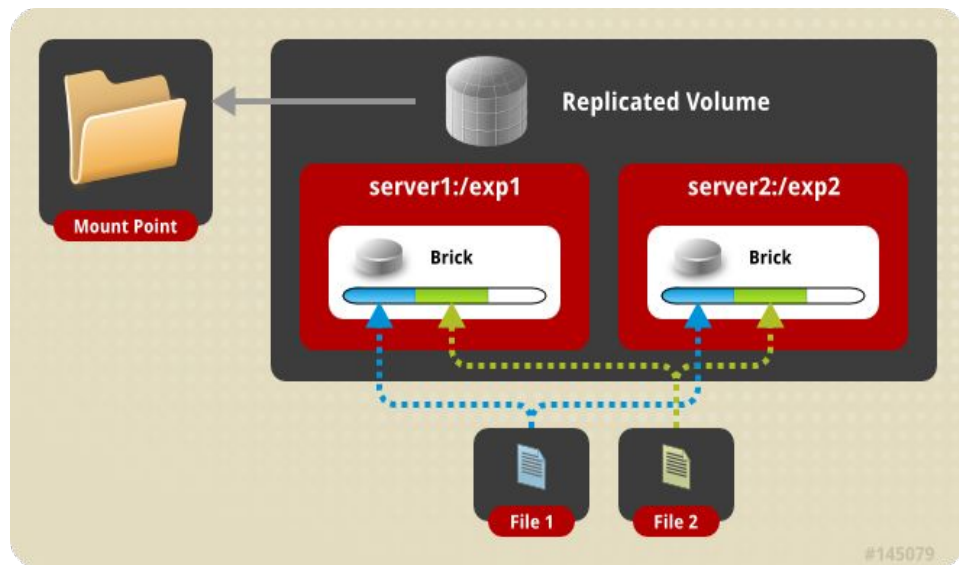 Replicated Volume
Mount Point
server1:/exp1
server2:/exp2
Brick
Brick
File 1
File 2
#145079